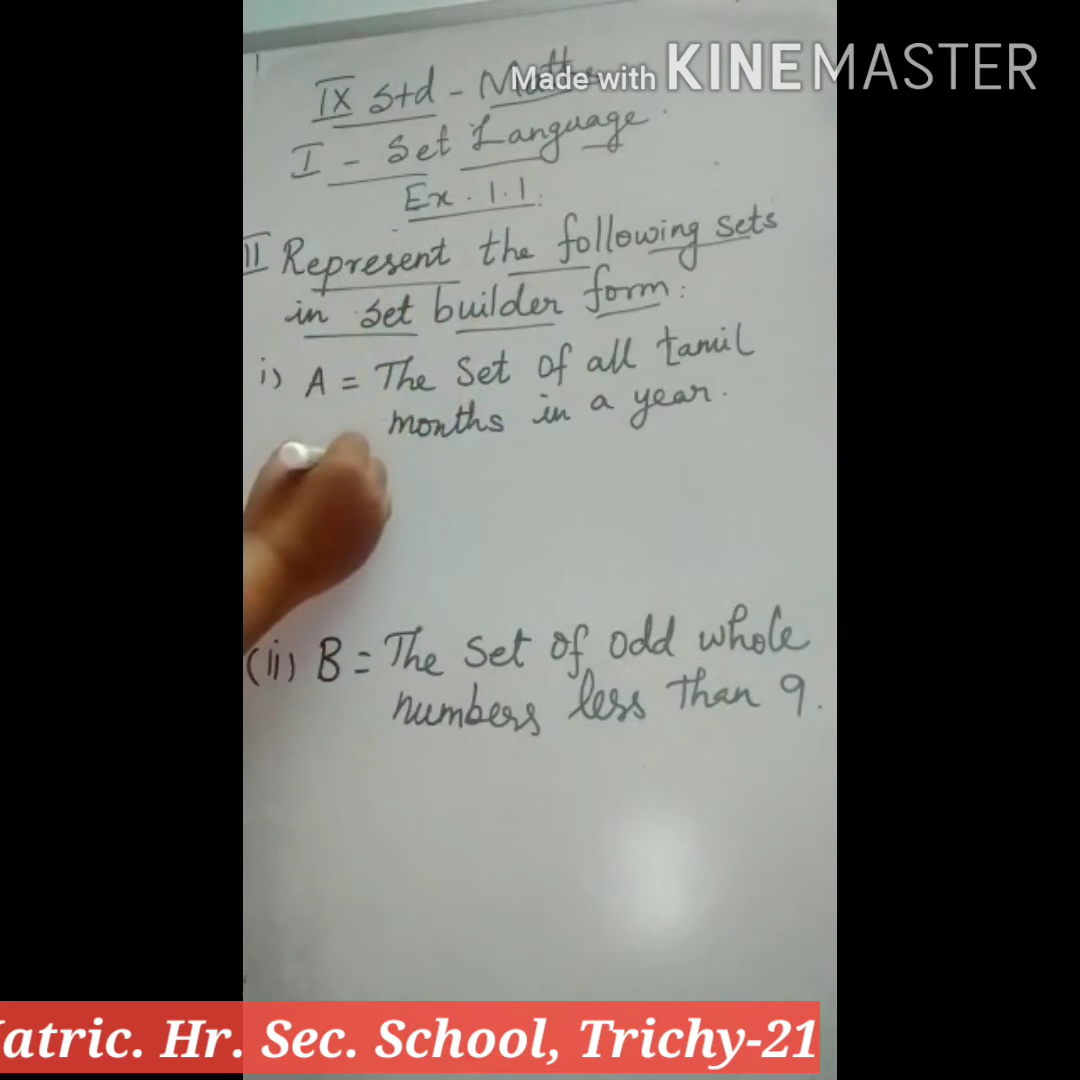 Made with KINEMASTER
IX Std - Maths
I - Set Language
Ex. 1.1:
II Represent the following sets
in set builder form:
i) A = The set of all tamil
months in a year.
(ii) B = The set of odd whole
numbers less than 9.
atric. Hr. Sec. School, Trichy-21